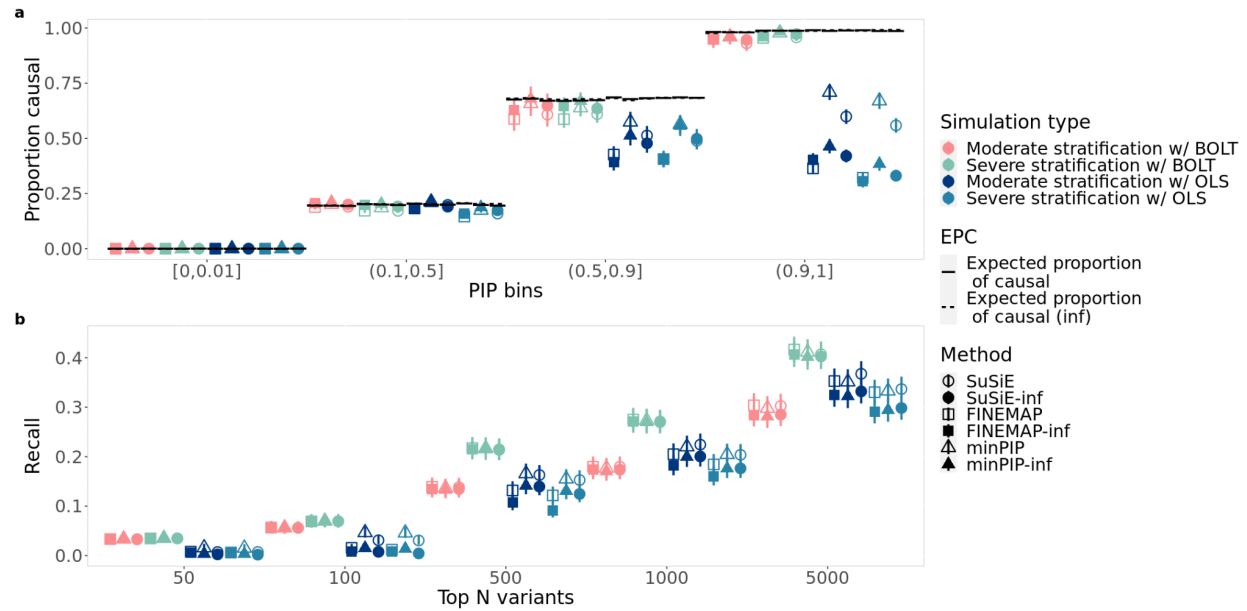 a
1.00
0.75
0.50
0.25
0.00
Proportion causal
[0,0.01]
(0.1,0.5]
(0.5,0.9]
(0.9,1]
PIP bins
b
0.4
0.3
0.2
0.1
0.0
Recall
50
100
500
1000
5000
Top N variants
Simulation type
Moderate stratification w/ BOLT
Severe stratification w/ BOLT
Moderate stratification w/ OLS
Severe stratification w/ OLS
EPC
Expected proportion
of causal
Expected proportion
of causal (inf)
Method
SuSiE
SuSiE-inf
FINEMAP
FINEMAP-inf
minPIP
minPIP-inf